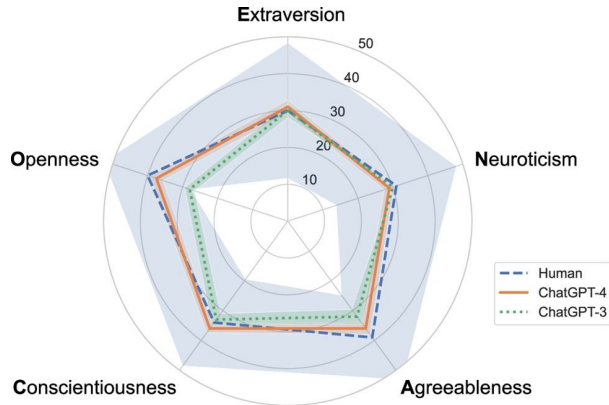 Extraversion
50
40
30
20
10
Openness
Neuroticism
Human
ChatGPT-4
ChatGPT-3
Conscientiousness
Agreeableness